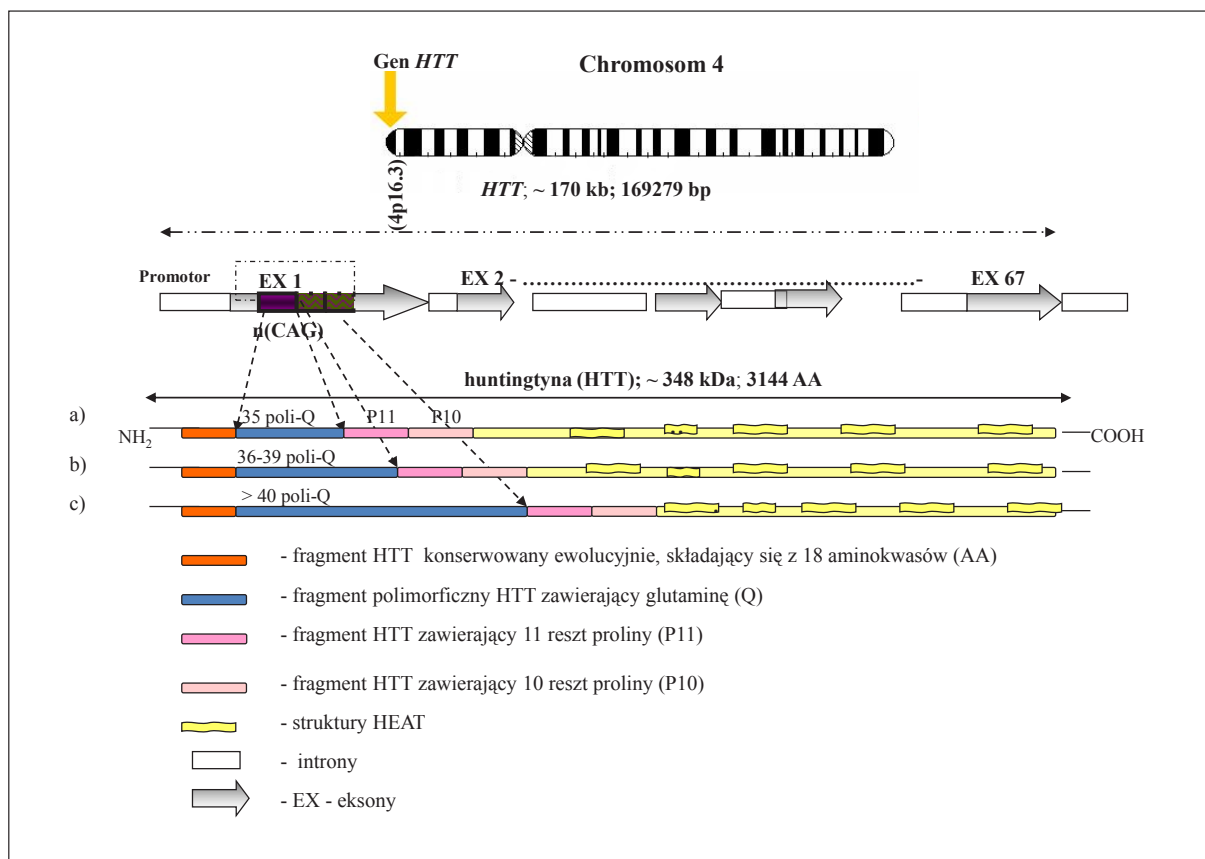 Gen HTT
Chromosom 4
(4p16.3)
HTT; ~ 170 kb; 169279 bp
Promotor
EX 1
EX 2 -
-
EX 67
n(CAG)
huntingtyna (HTT); ~ 348 kDa; 3144 AA
a)
35 poli-Q
P11
P10
NH2
COOH
b)
36-39 poli-Q
c)
> 40 poli-Q
- fragment HTT konserwowany ewolucyjnie, składający się z 18 aminokwasów (AA)
- fragment polimorficzny HTT zawierający glutaminę (Q)
- fragment HTT zawierający 11 reszt proliny (P11)
- fragment HTT zawierający 10 reszt proliny (P10)
- struktury HEAT
- introny
- EX - eksony